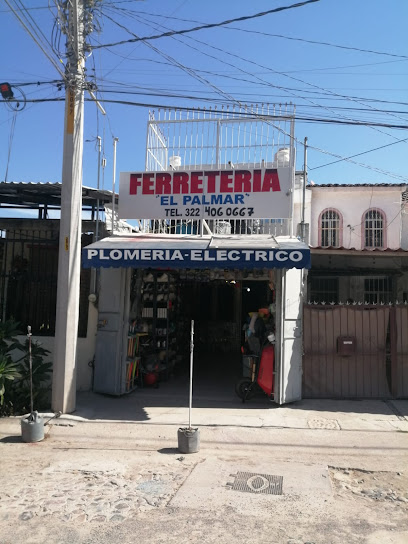 FERRETERIA
"EL PALMAR"
TEL. 322 406 0667
PLOMERIA-ELECTRICO